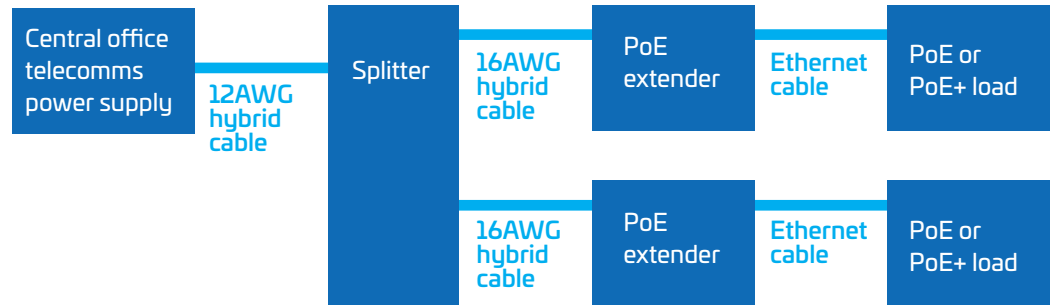 Central office
telecomms
power supply
12AWG
hybrid
cable
Splitter
16AWG
hybrid
cable
PoE
extender
Ethernet
cable
PoE or
PoE+ load
16AWG
hybrid
cable
PoE
extender
Ethernet
cable
PoE or
PoE+ load